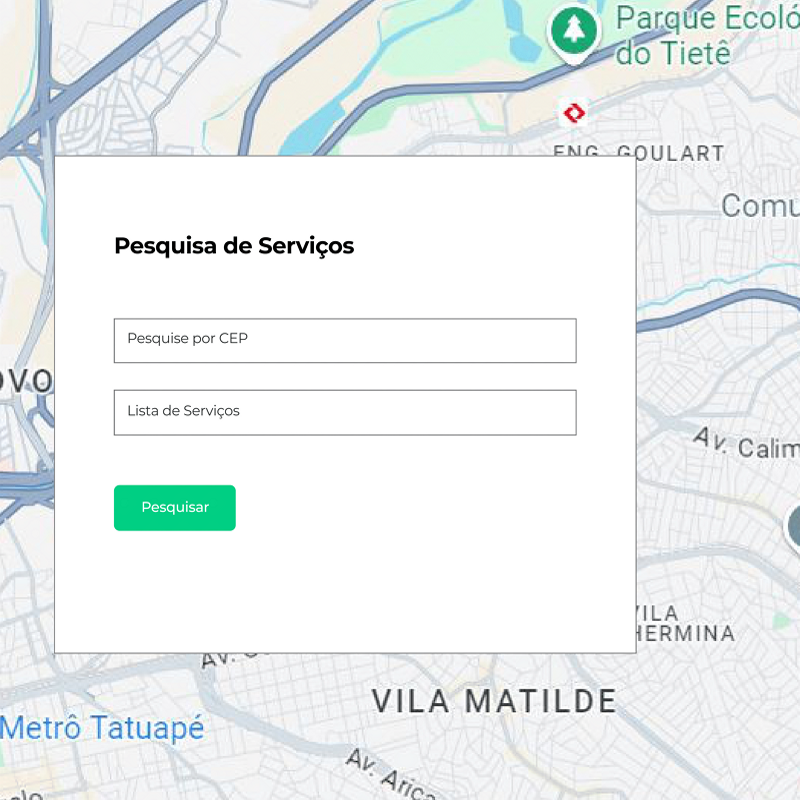 Parque Ecoló
do Tietê
ENG. GOULART
Comu
Pesquisa de Serviços
Pesquise por CEP
OVO
Lista de Serviços
Av. Calim
Pesquisar
VILA
HERMINA
Av.
VILA MATILDE
Metrô Tatuapé
Av. Arica